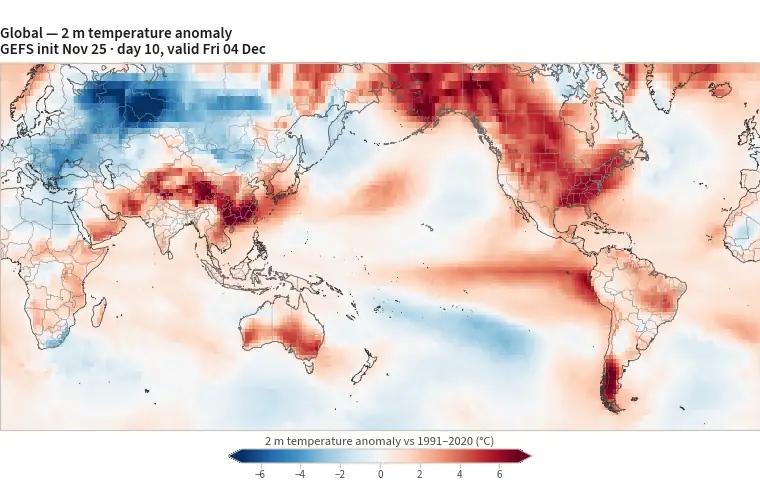 Global — 2 m temperature anomaly
GEFS init Nov 25 · day 10, valid Fri 04 Dec
2 m temperature anomaly vs 1991–2020 (°C)
−6 −4 −2 0 2 4 6